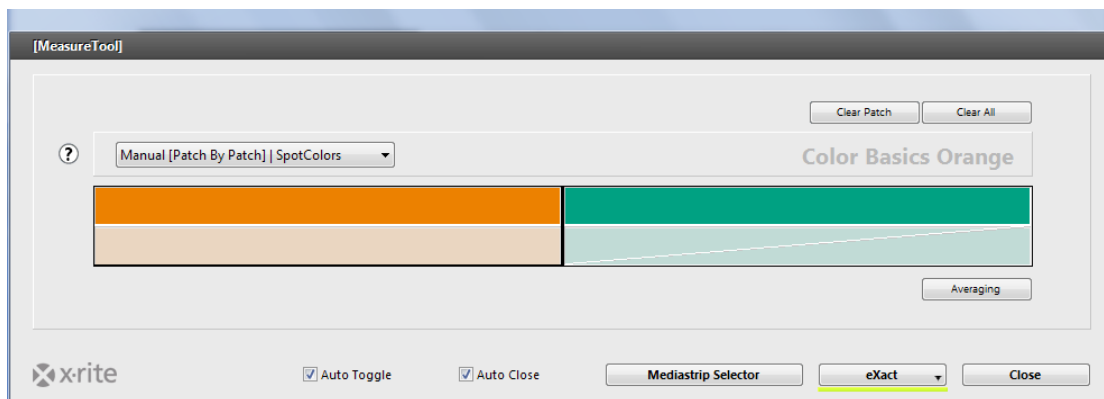 [MeasureTool]
Clear Patch Clear All
? Manual [Patch By Patch] | SpotColors Color Basics Orange
Averaging
x·rite Auto Toggle Auto Close Mediastrip Selector eXact Close